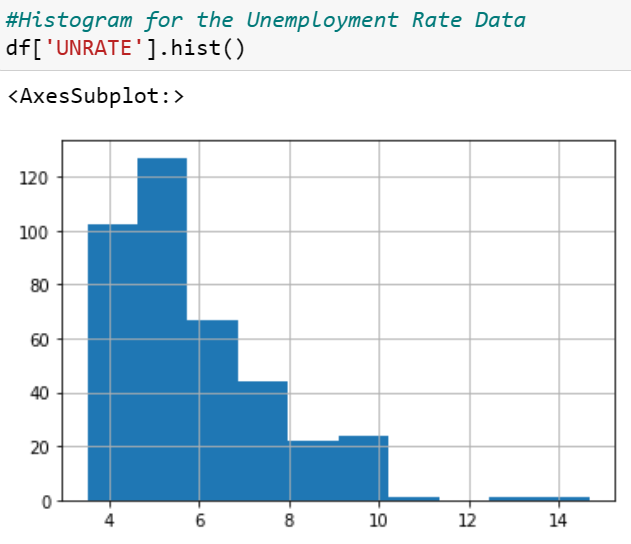 #Histogram for the Unemployment Rate Data
df['UNRATE'].hist()
<AxesSubplot:>
120
100
80
60
40
20
0
4 6 8 10 12 14